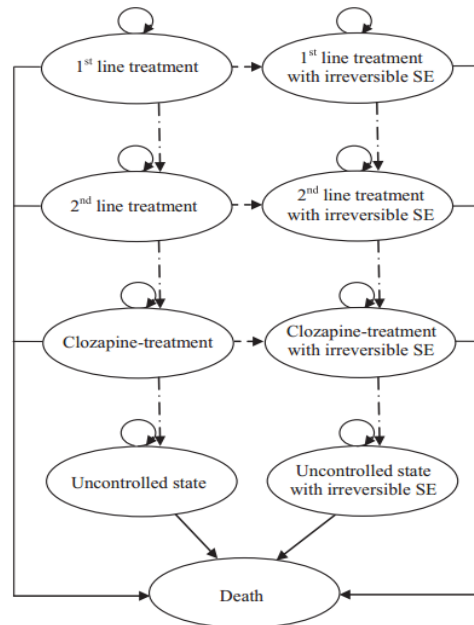 1st line treatment
1st line treatment
with irreversible SE
2nd line treatment
2nd line treatment
with irreversible SE
Clozapine-treatment
Clozapine-treatment
with irreversible SE
Uncontrolled state
Uncontrolled state
with irreversible SE
Death